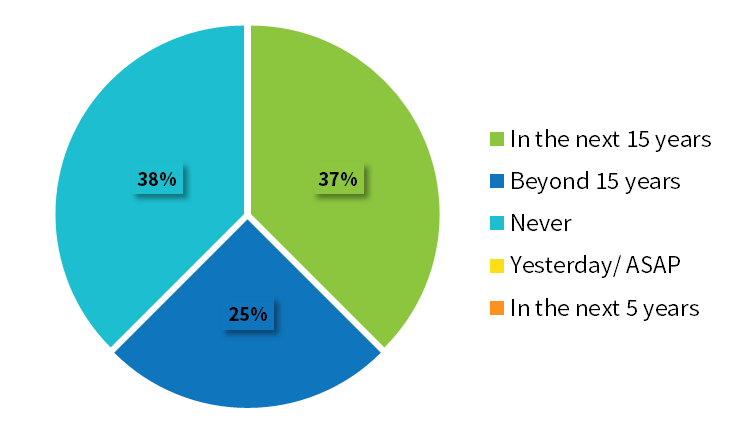 38%
37%
25%
In the next 15 years
Beyond 15 years
Never
Yesterday/ ASAP
In the next 5 years